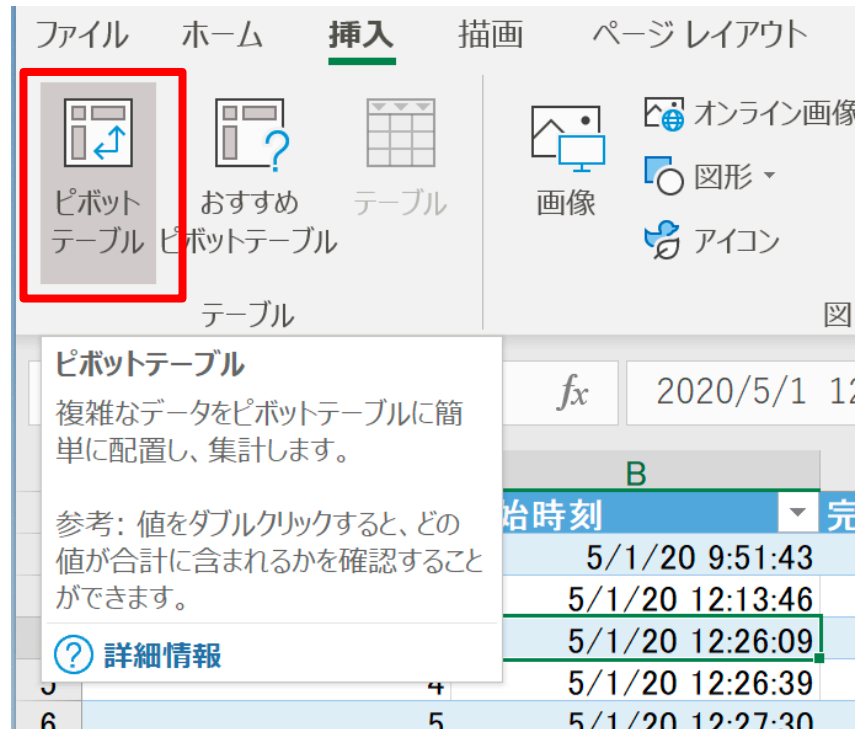 ファイル ホーム 挿入 描画 ページ レイアウト
オンライン画像
図形
アイコン
ピボット
テーブル
おすすめ
ピボットテーブル
テーブル
画像
テーブル
図
ピボットテーブル
複雑なデータをピボットテーブルに簡
単に配置し、集計します。
参考: 値をダブルクリックすると、どの
値が合計に含まれるかを確認すること
ができます。
? 詳細情報
fx 2020/5/1 12
B
始時刻 完
5/1/20 9:51:43
5/1/20 12:13:46
5/1/20 12:26:09
5 4 5/1/20 12:26:39
6 5 5/1/20 12:27:30